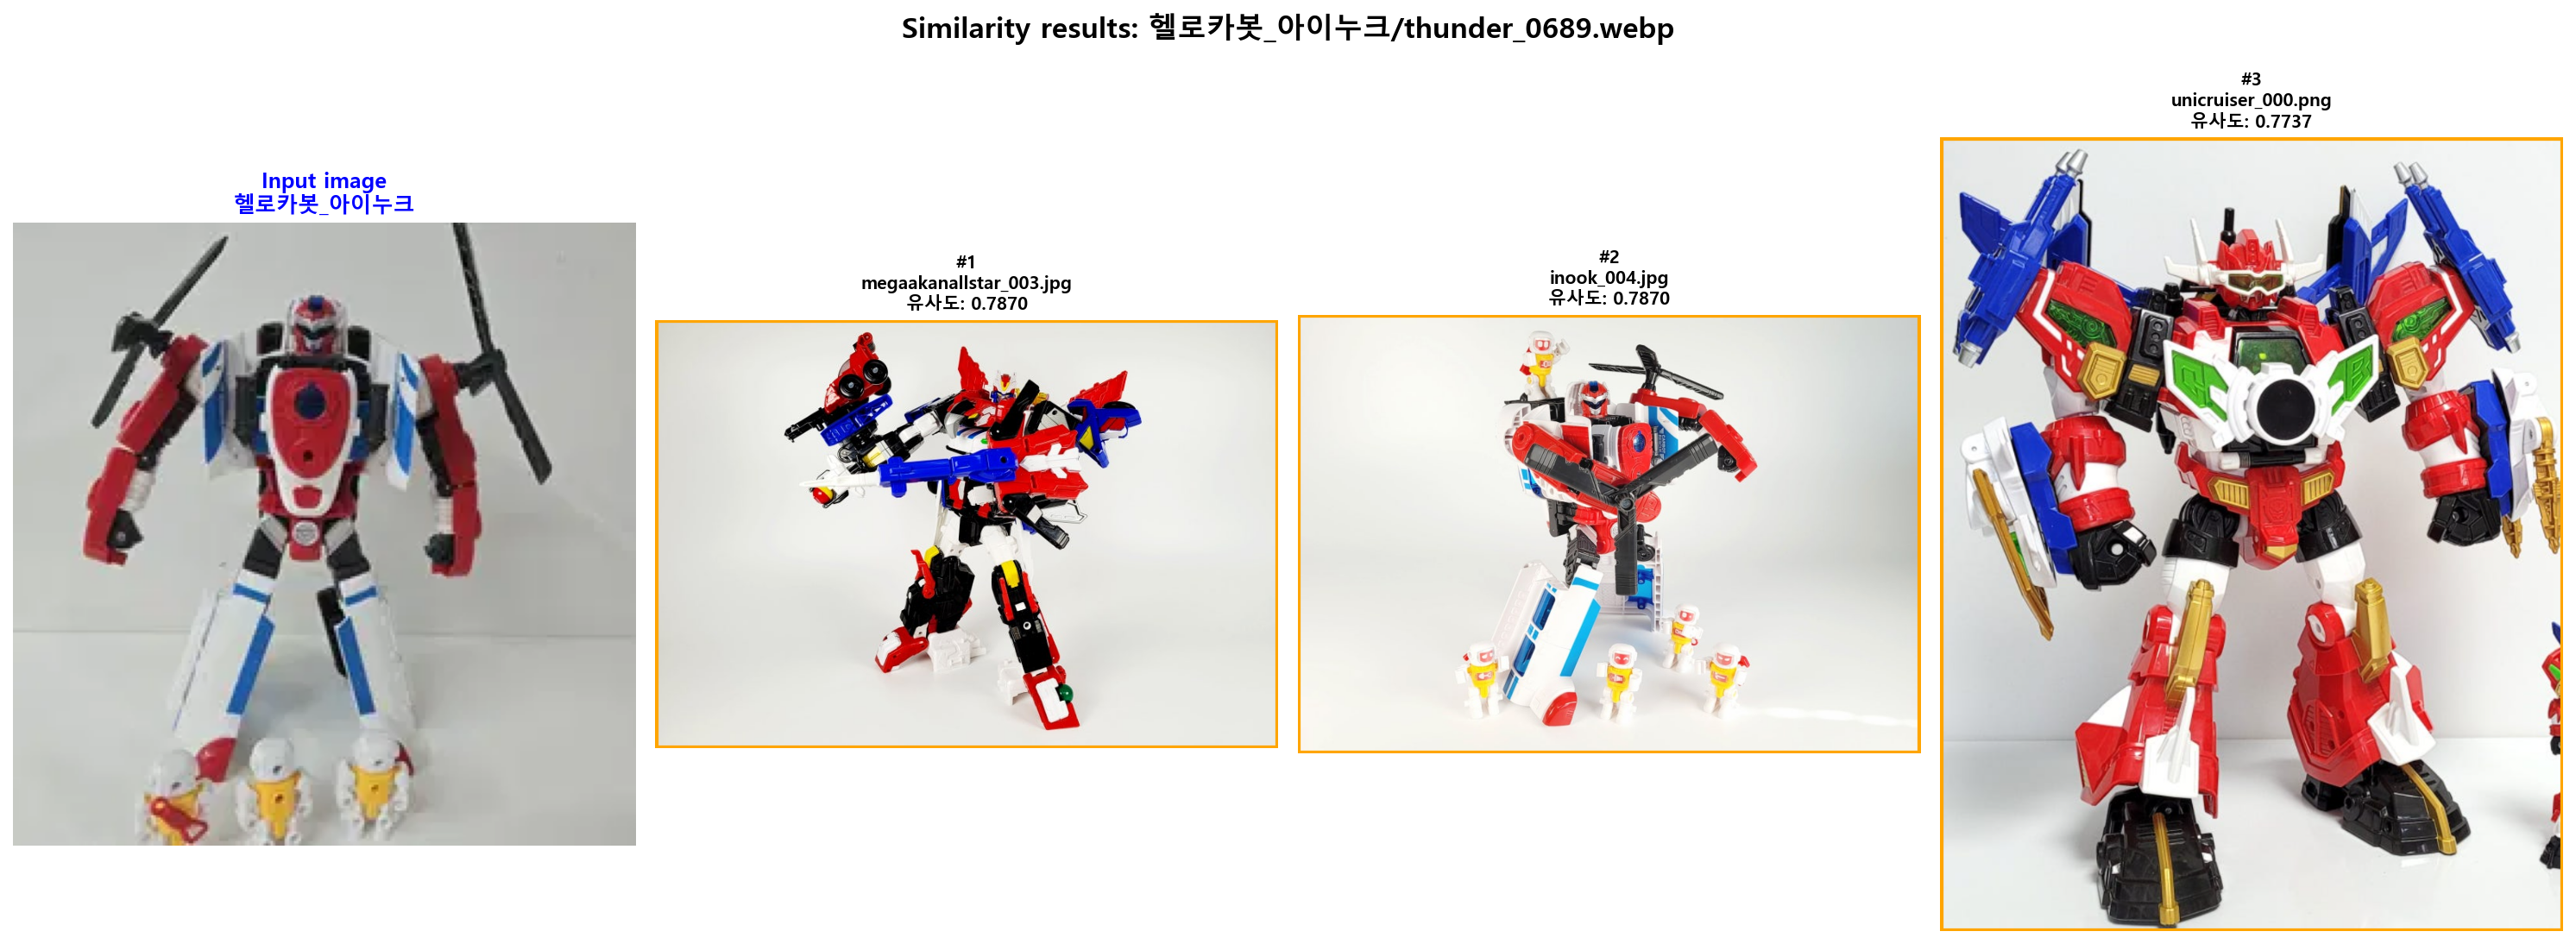 Similarity results: 헬로카봇_아이누크/thunder_0689.webp
Input image
헬로카봇_아이누크
#1
megaakanallstar_003.jpg
유사도: 0.7870
#2
inook_004.jpg
유사도: 0.7870
#3
unicruiser_000.png
유사도: 0.7737